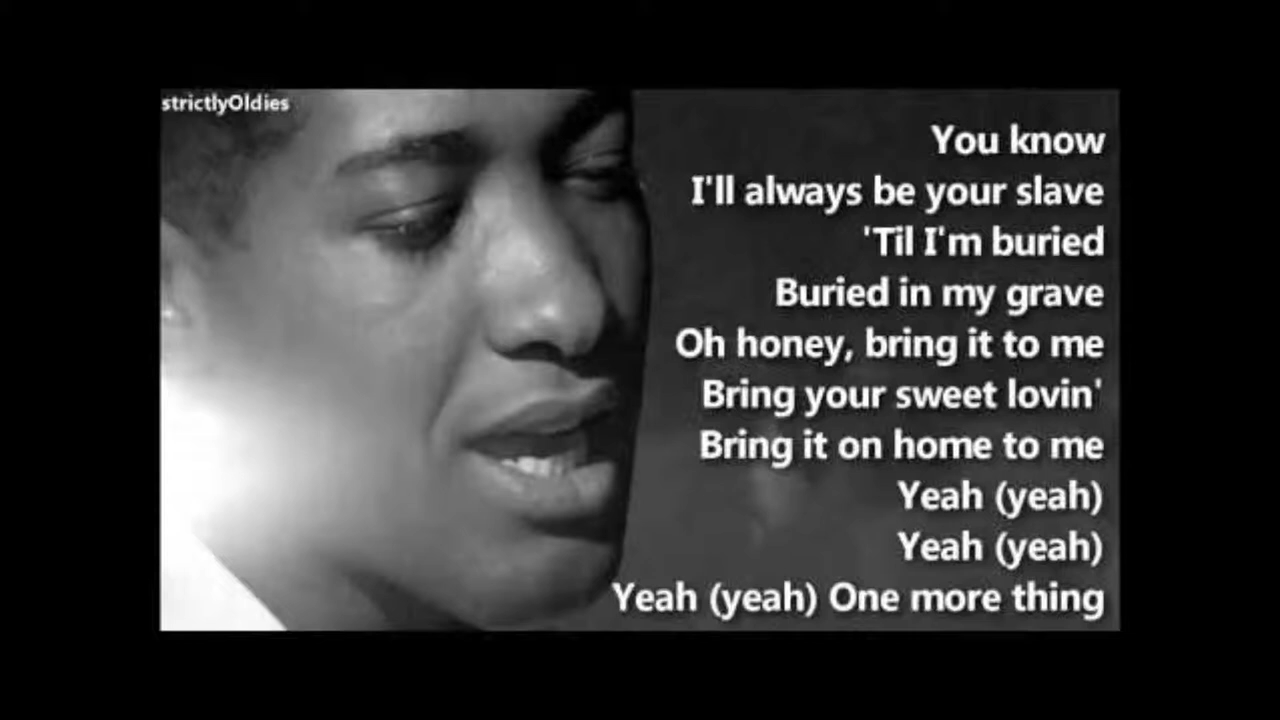 strictlyOldies
You know
I'll always be your slave
'Til I'm buried
Buried in my grave
Oh honey, bring it to me
Bring your sweet lovin'
Bring it on home to me
Yeah (yeah)
Yeah (yeah)
Yeah (yeah) One more thing